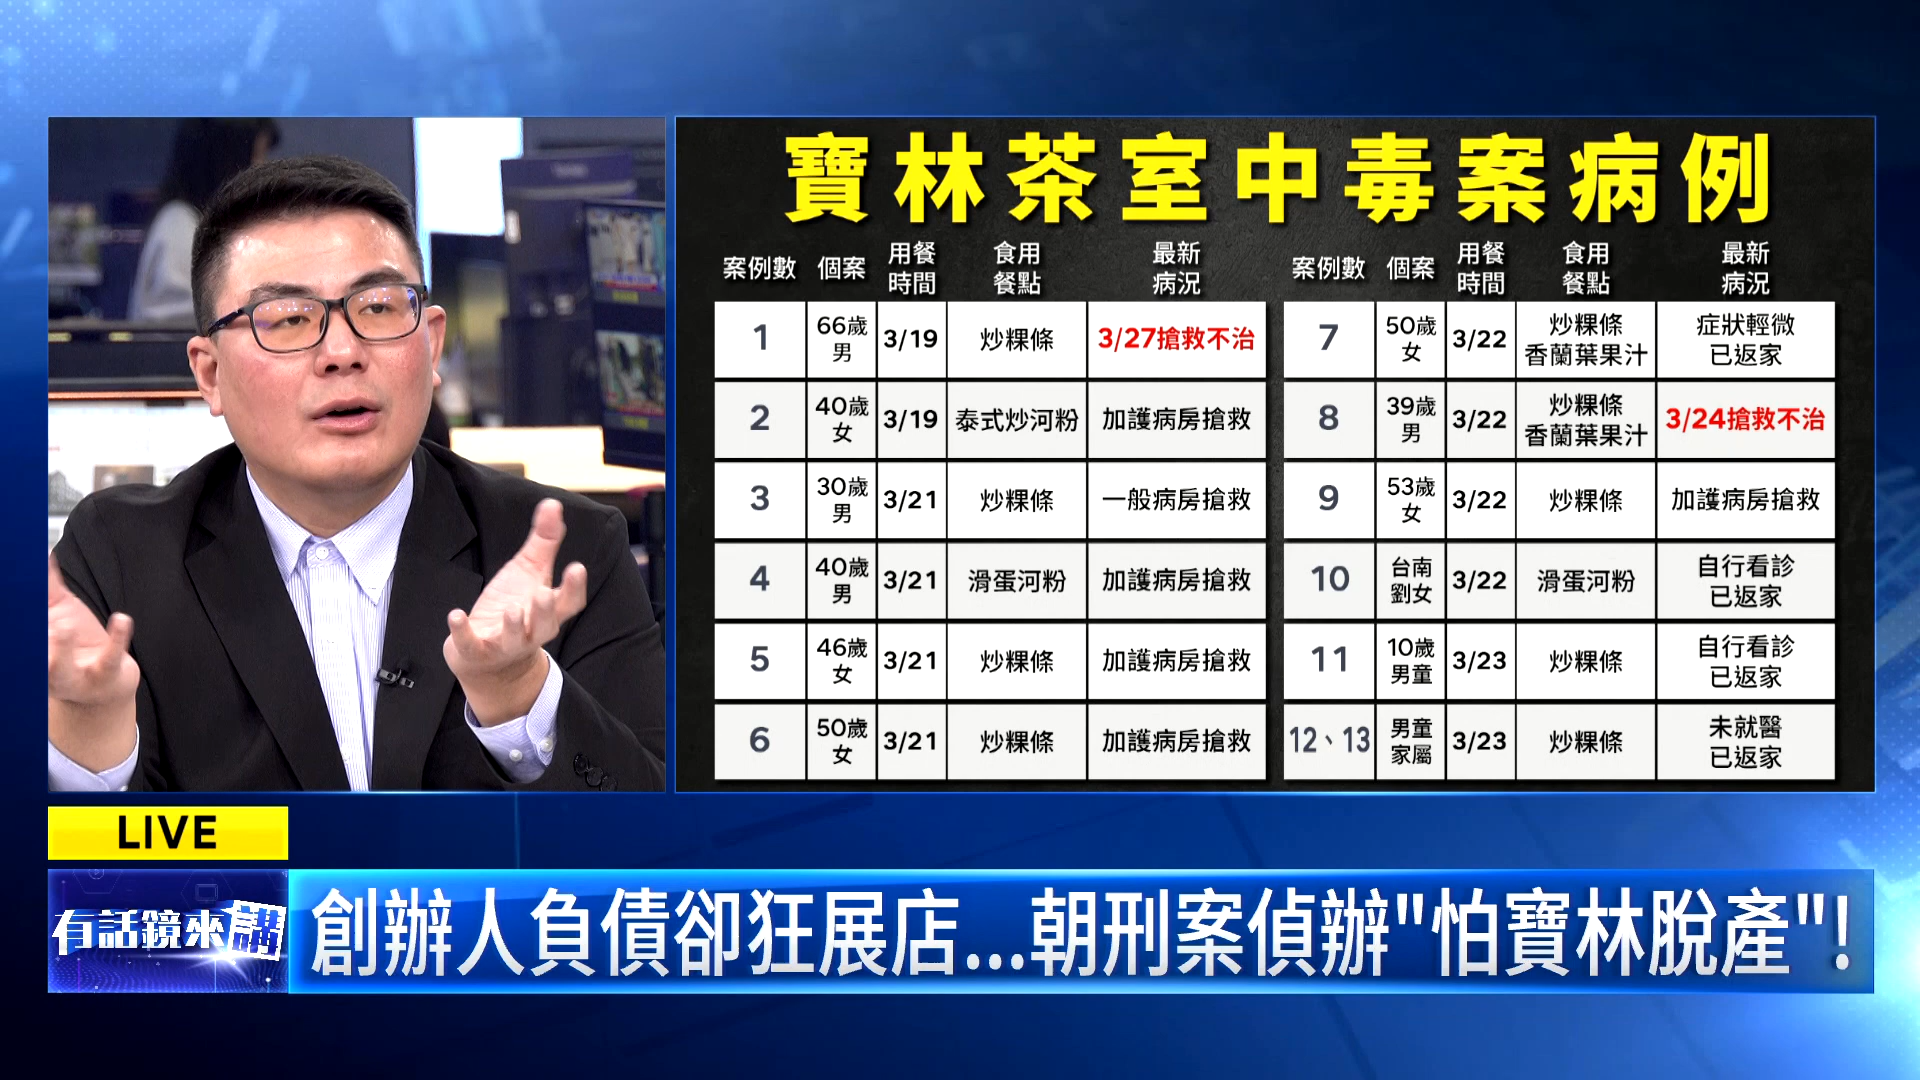 寶林茶室中毒案病例
案例數 個案 用餐時間 食用餐點 最新病況
1 66歲男 3/19 炒粿條 3/27搶救不治
2 40歲女 3/19 泰式炒河粉 加護病房搶救
3 30歲男 3/21 炒粿條 一般病房搶救
4 40歲男 3/21 滑蛋河粉 加護病房搶救
5 46歲女 3/21 炒粿條 加護病房搶救
6 50歲女 3/21 炒粿條 加護病房搶救
案例數 個案 用餐時間 食用餐點 最新病況
7 50歲女 3/22 炒粿條香蘭葉果汁 症狀輕微已返家
8 39歲男 3/22 炒粿條香蘭葉果汁 3/24搶救不治
9 53歲女 3/22 炒粿條 加護病房搶救
10 台南劉女 3/22 滑蛋河粉 自行看診已返家
11 10歲男童 3/23 炒粿條 自行看診已返家
12、13 男童家屬 3/23 炒粿條 未就醫已返家
LIVE
有話鏡來講
創辦人負債卻狂展店...朝刑案偵辦"怕寶林脫產"!